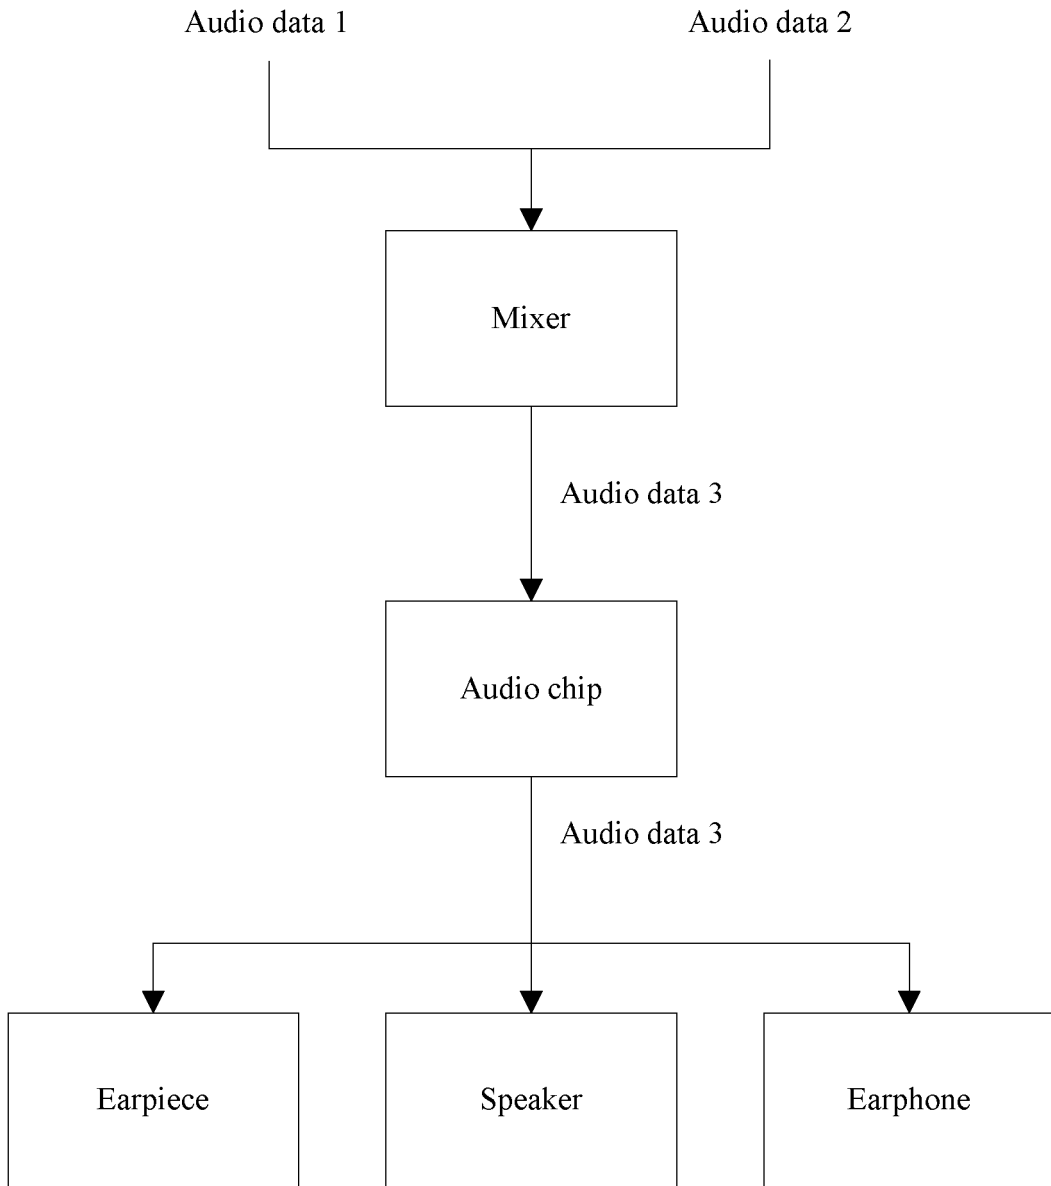 Audio data 1
Audio data 2
Mixer
Audio data 3
Audio chip
Audio data 3
Earpiece
Speaker
Earphone